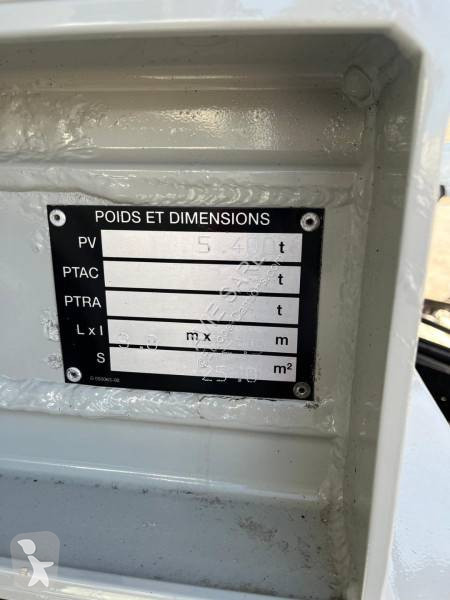 POIDS ET DIMENSIONS
PV 5.400 t
PTAC t
PTRA t
L x l m x m
S m²